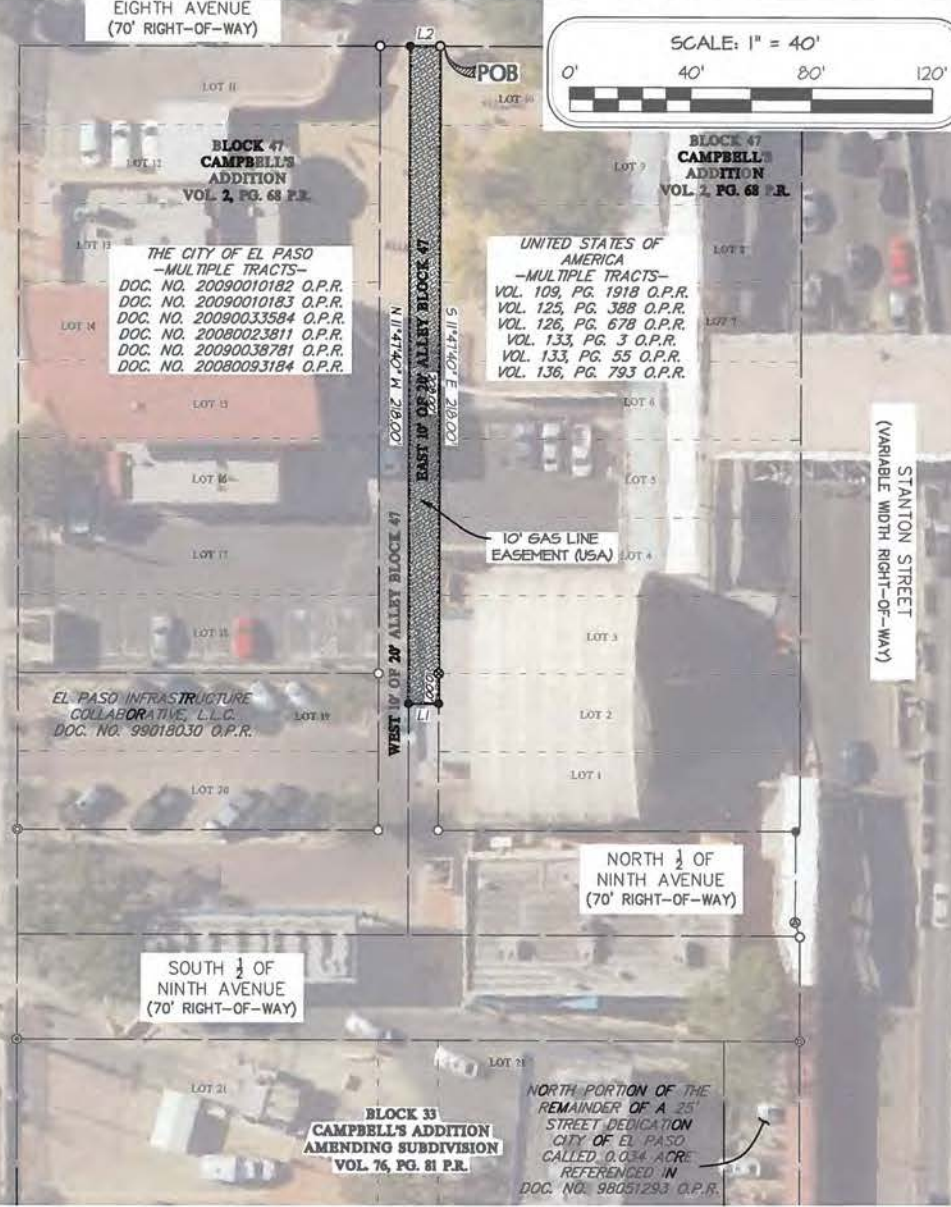 EIGHTH AVENUE
(70' RIGHT-OF-WAY)
SCALE: 1" = 40'
0' 40' 80' 120'
L2
POB
LOT 11
LOT 10
BLOCK 47
CAMPBELL'S
ADDITION
VOL. 2, PG. 68 P.R.
LOT 12
LOT 9
BLOCK 47
CAMPBELL'S
ADDITION
VOL. 2, PG. 68 P.R.
LOT 13
LOT 8
THE CITY OF EL PASO
-MULTIPLE TRACTS-
DOC. NO. 20090010182 O.P.R.
DOC. NO. 20090010183 O.P.R.
DOC. NO. 20090033584 O.P.R.
DOC. NO. 20080023811 O.P.R.
DOC. NO. 20090038781 O.P.R.
DOC. NO. 20080093184 O.P.R.
UNITED STATES OF
AMERICA
-MULTIPLE TRACTS-
VOL. 109, PG. 1918 O.P.R.
VOL. 125, PG. 388 O.P.R.
VOL. 126, PG. 678 O.P.R.
VOL. 133, PG. 3 O.P.R.
VOL. 133, PG. 55 O.P.R.
VOL. 136, PG. 793 O.P.R.
LOT 14
LOT 7
N 11°41'40" W 218.00'
EAST 10' OF 20' ALLEY BLOCK 47
S 11°41'40" E 218.00'
LOT 15
LOT 6
LOT 16
LOT 5
STANTON STREET
(VARIABLE WIDTH RIGHT-OF-WAY)
10' GAS LINE
EASEMENT (USA)
LOT 4
LOT 17
WEST 10' OF 20' ALLEY BLOCK 47
LOT 18
LOT 3
EL PASO INFRASTRUCTURE
COLLABORATIVE, L.L.C.
DOC. NO. 99018030 O.P.R.
LOT 19
L1
LOT 2
LOT 20
LOT 1
NORTH 1/2 OF
NINTH AVENUE
(70' RIGHT-OF-WAY)
SOUTH 1/2 OF
NINTH AVENUE
(70' RIGHT-OF-WAY)
LOT 21
LOT 21
BLOCK 33
CAMPBELL'S ADDITION
AMENDING SUBDIVISION
VOL. 76, PG. 81 P.R.
NORTH PORTION OF THE
REMAINDER OF A 25'
STREET DEDICATION
CITY OF EL PASO
CALLED 0.034 ACRE
REFERENCED IN
DOC. NO. 98051293 O.P.R.